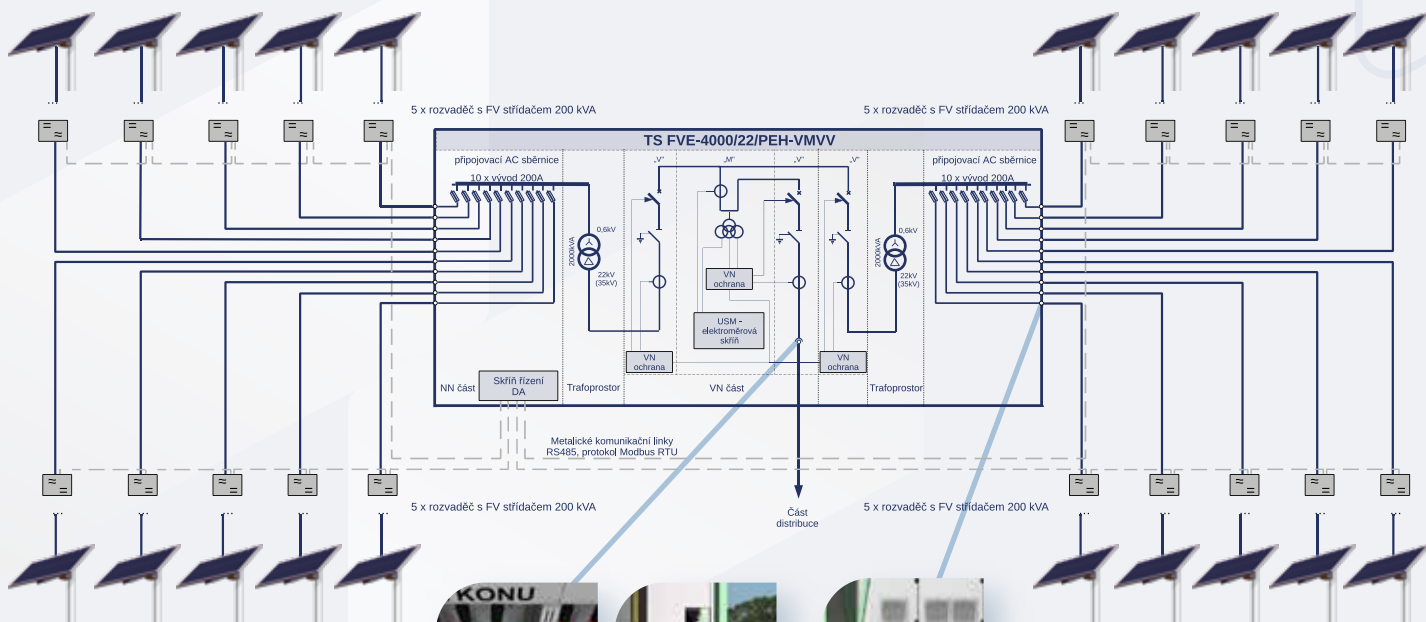 5 x rozvaděč s FV střídačem 200 kVA
5 x rozvaděč s FV střídačem 200 kVA
TS FVE-4000/22/PEH-VMVV
připojovací AC sběrnice
10 x vývod 200A
„V"
„M"
„V"
„V"
připojovací AC sběrnice
10 x vývod 200A
2000kVA
0,6kV
22kV
(35kV)
2000kVA
0,6kV
22kV
(35kV)
VN
ochrana
USM -
elektroměrová
skříň
VN
ochrana
VN
ochrana
NN část
Skříň řízení
DA
Trafoprostor
VN část
Trafoprostor
Metalické komunikační linky
RS485, protokol Modbus RTU
5 x rozvaděč s FV střídačem 200 kVA
5 x rozvaděč s FV střídačem 200 kVA
Část
distribuce
KONU